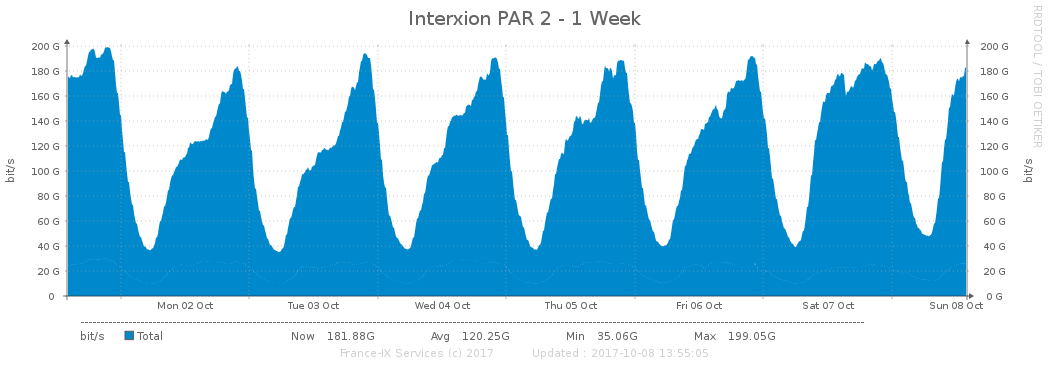 Interxion PAR 2 - 1 Week
RRDTOOL / TOBI OETIKER
bit/s
bit/s
200 G 200 G
180 G 180 G
160 G 160 G
140 G 140 G
120 G 120 G
100 G 100 G
80 G 80 G
60 G 60 G
40 G 40 G
20 G 20 G
0 0 G
Mon 02 Oct Tue 03 Oct Wed 04 Oct Thu 05 Oct Fri 06 Oct Sat 07 Oct Sun 08 Oct
bit/s Total Now 181.88G Avg 120.25G Min 35.06G Max 199.05G
France-IX Services (c) 2017 Updated : 2017-10-08 13:55:05